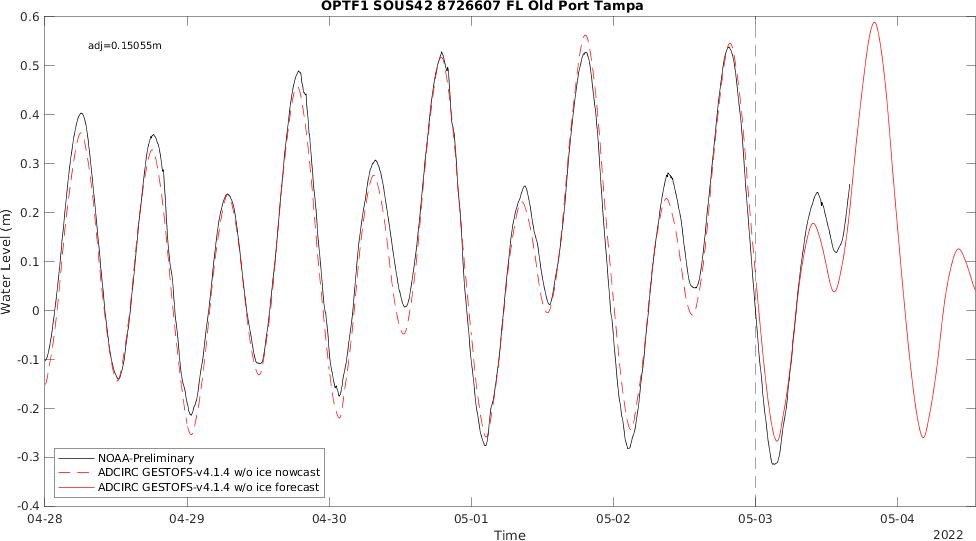 OPTF1 SOUS42 8726607 FL Old Port Tampa
adj=0.15055m
0.6
0.5
0.4
0.3
0.2
0.1
0
-0.1
-0.2
-0.3
-0.4
Water Level (m)
NOAA-Preliminary
ADCIRC GESTOFS-v4.1.4 w/o ice nowcast
ADCIRC GESTOFS-v4.1.4 w/o ice forecast
04-28 04-29 04-30 05-01 05-02 05-03 05-04
Time
2022